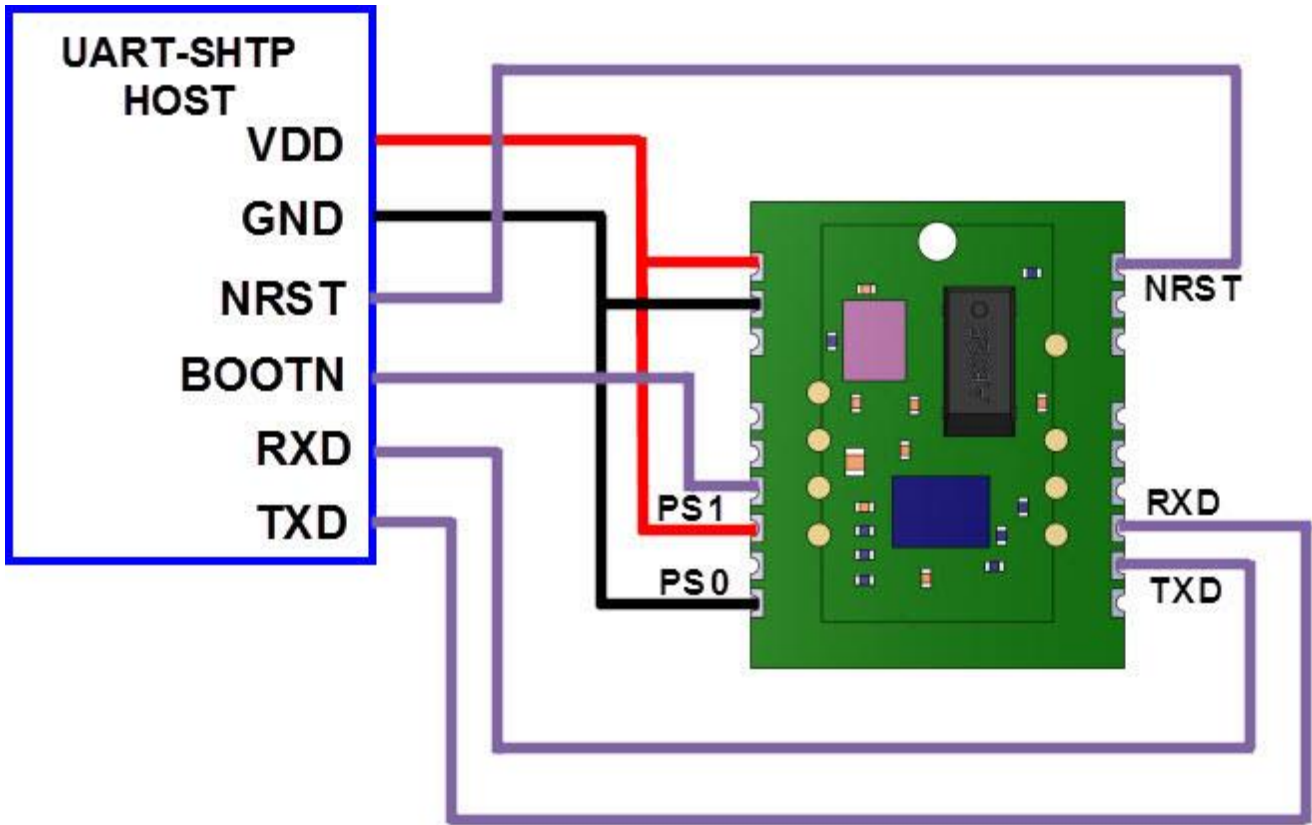 UART-SHTP
HOST
VDD
GND
NRST
BOOTN
RXD
TXD
PS1
PS0
NRST
RXD
TXD